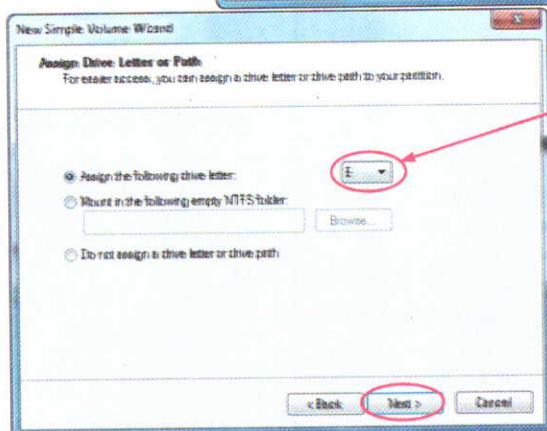 New Simple Volume Wizard
Assign Drive Letter or Path
For easier access, you can assign a drive letter or drive path to your partition.
Assign the following drive letter:
Mount in the following empty NTFS folder:
Browse...
Do not assign a drive letter or drive path
< Back
Next >
Cancel